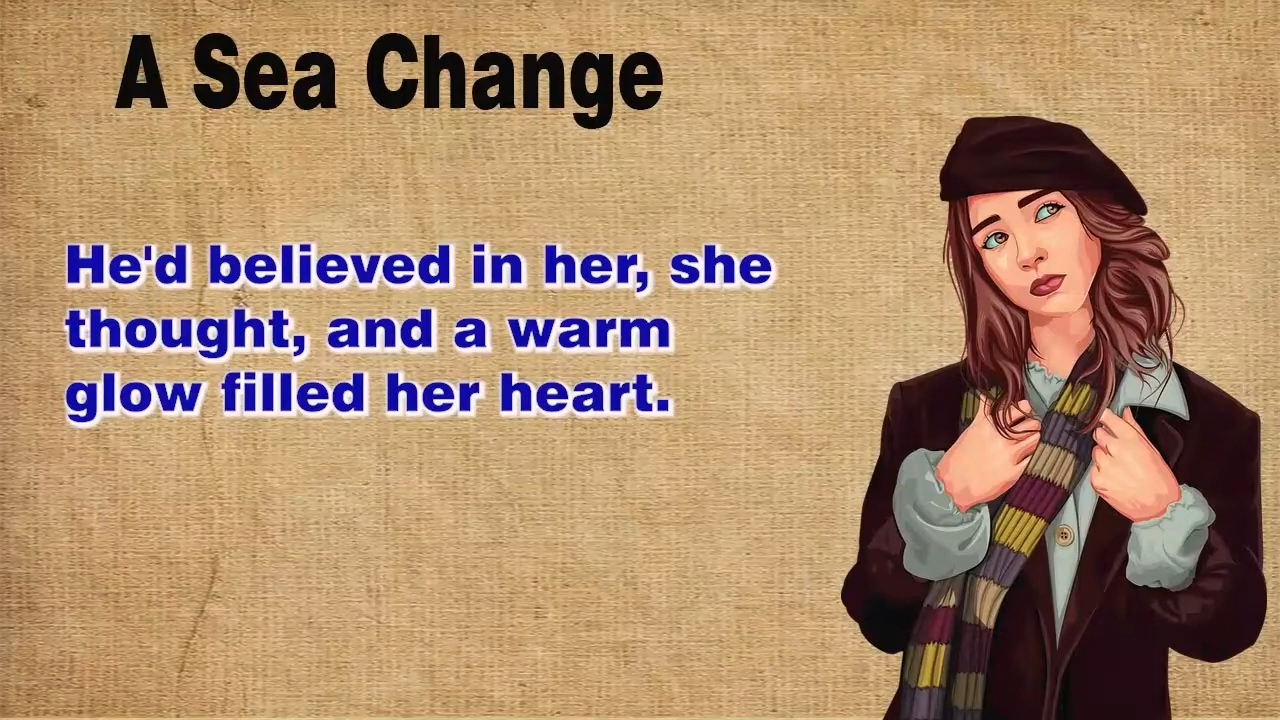 A Sea Change
He'd believed in her, she
thought, and a warm
glow filled her heart.